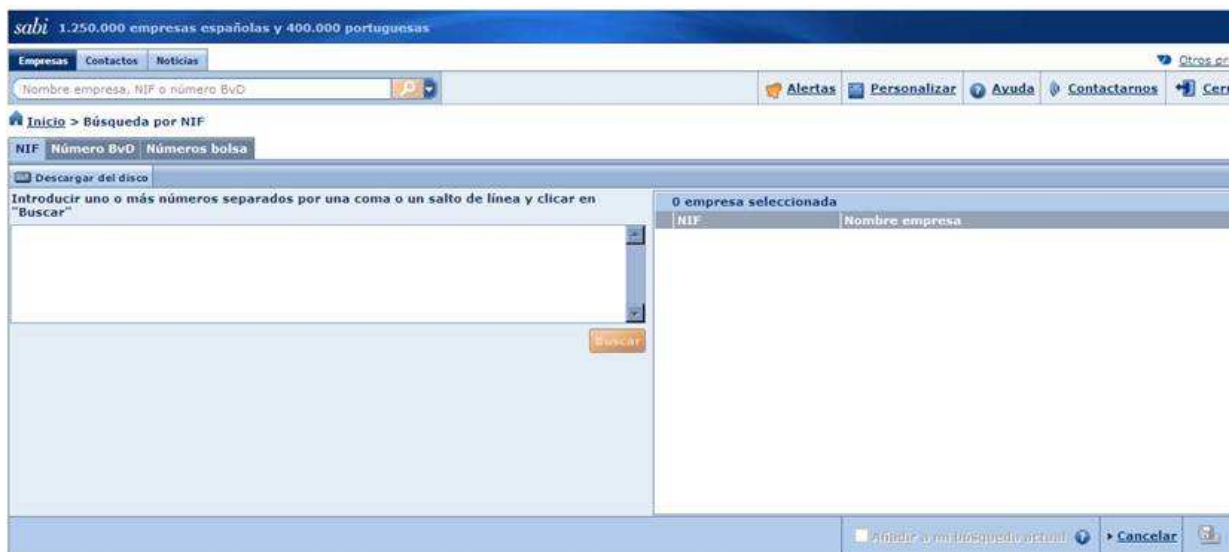 sabi 1.250.000 empresas españolas y 400.000 portuguesas
Empresas Contactos Noticias
Otros pr
Nombre empresa, NIF o número BvD
Alertas Personalizar Ayuda Contactarnos Cerr
Inicio > Búsqueda por NIF
NIF Número BvD Números bolsa
Descargar del disco
Introducir uno o más números separados por una coma o un salto de línea y clicar en
"Buscar"
0 empresa seleccionada
NIF Nombre empresa
Buscar
Añadir a mi búsqueda actual Cancelar